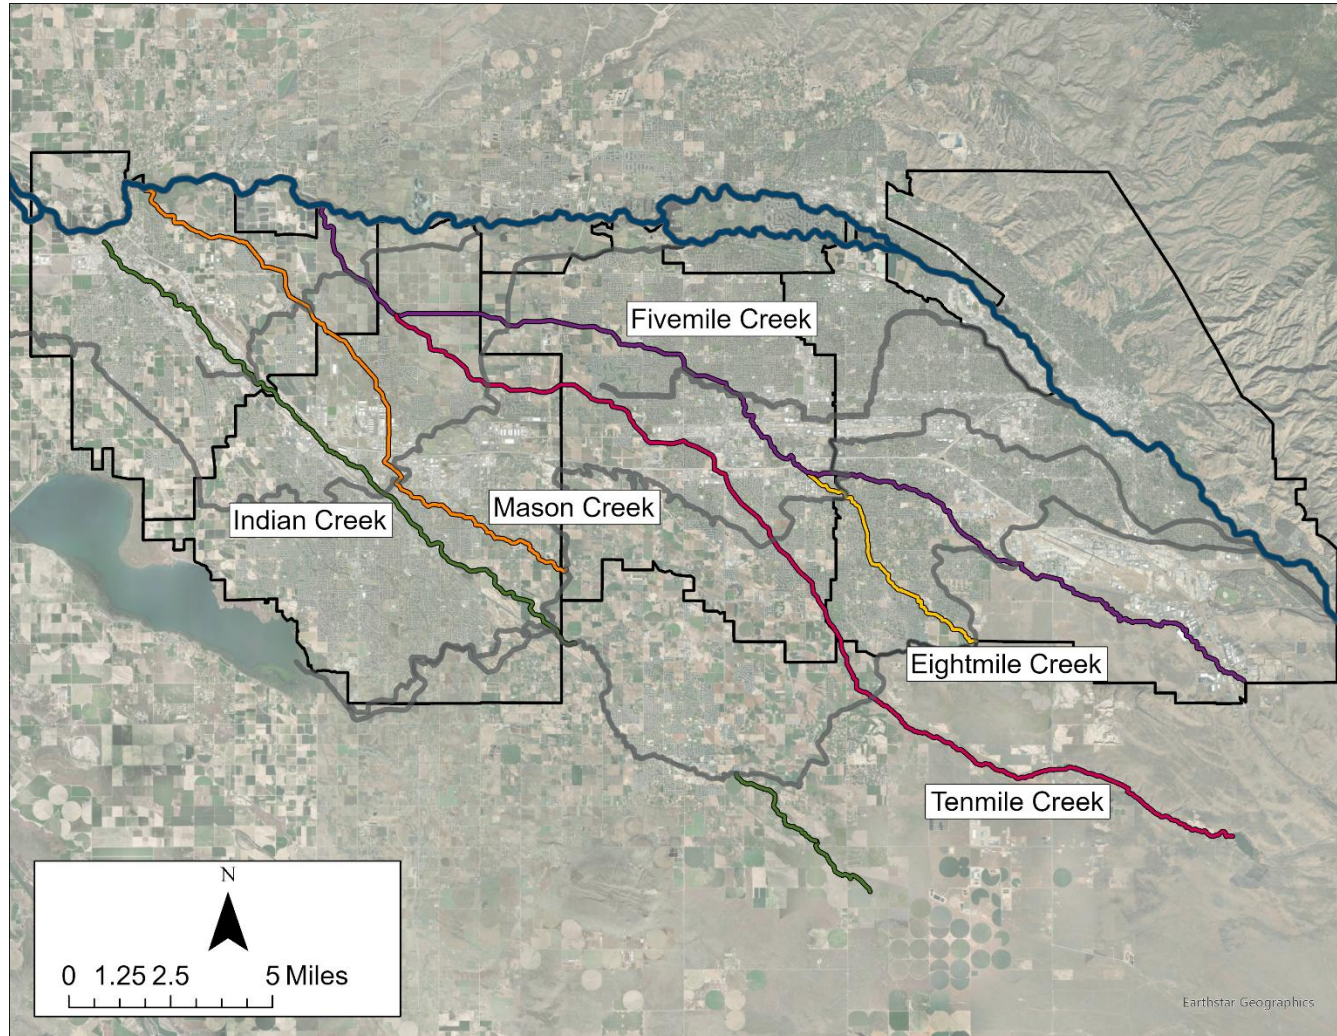 Fivemile Creek
Indian Creek
Mason Creek
Eightmile Creek
Tenmile Creek
N
0 1.25 2.5 5 Miles
Earthstar Geographics